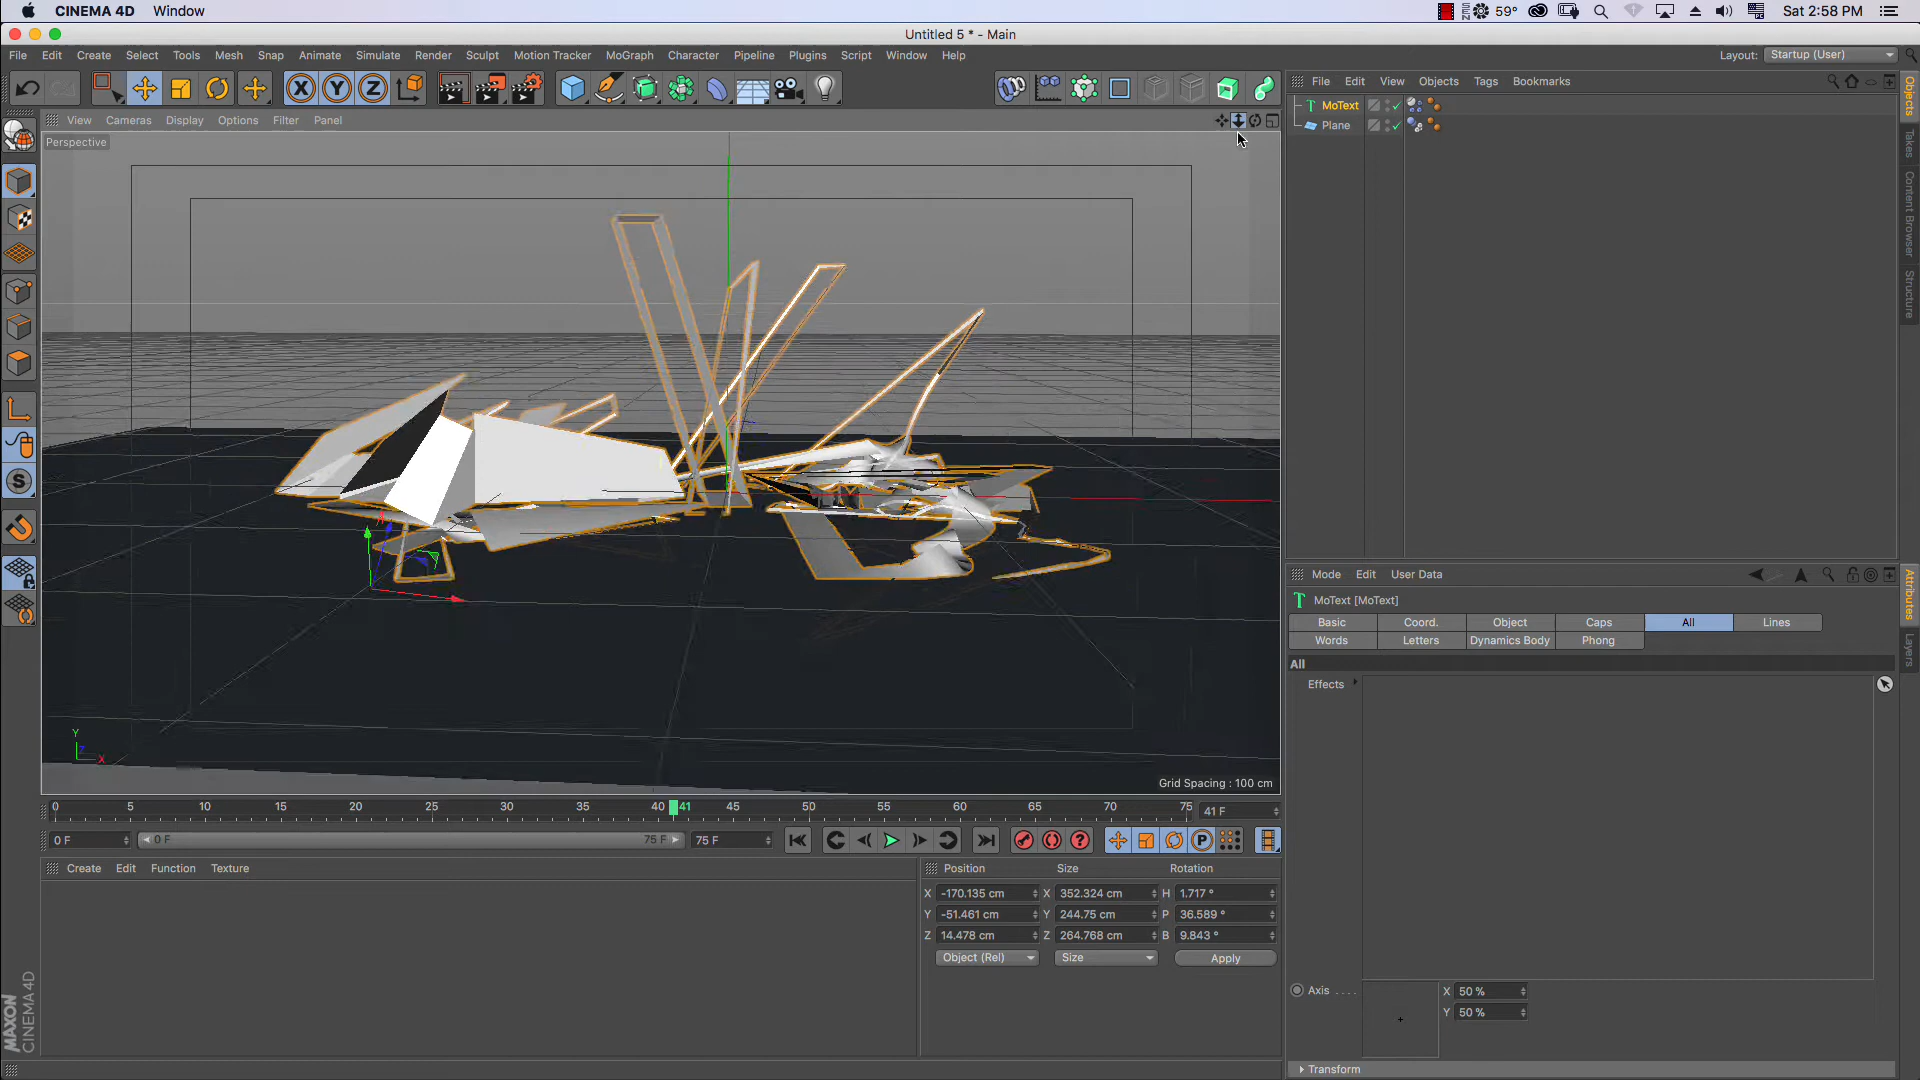 CINEMA 4D Window
59° Sat 2:58 PM
Untitled 5 * - Main
File Edit Create Select Tools Mesh Snap Animate Simulate Render Sculpt Motion Tracker MoGraph Character Pipeline Plugins Script Window Help
Layout: Startup (User)
X Y Z
File Edit View Objects Tags Bookmarks
View Cameras Display Options Filter Panel
MoText
Plane
Perspective
Objects
Takes
Content Browser
Structure
Y
X
Grid Spacing : 100 cm
Mode Edit User Data
MoText [MoText]
Basic Coord. Object Caps All Lines
Words Letters Dynamics Body Phong
All
Effects
Attributes
Layers
0 5 10 15 20 25 30 35 40 41 45 50 55 60 65 70 75 41 F
0 F 0 F 75 F 75 F
Create Edit Function Texture
Position Size Rotation
X -170.135 cm X 352.324 cm H 1.717 °
Y -51.461 cm Y 244.75 cm P 36.589 °
Z 14.478 cm Z 264.768 cm B 9.843 °
Object (Rel) Size Apply
Axis X 50 %
Y 50 %
Transform
MAXON
CINEMA 4D